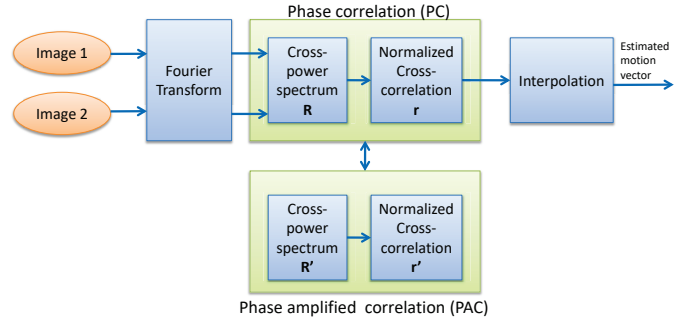 Phase correlation (PC)
Image 1
Image 2
Fourier
Transform
Cross-
power
spectrum
R
Normalized
Cross-
correlation
r
Interpolation
Estimated
motion
vector
Cross-
power
spectrum
R’
Normalized
Cross-
correlation
r’
Phase amplified correlation (PAC)